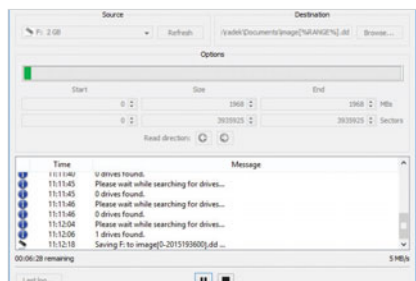 Source Destination
F: 2 GB Refresh /sadek\Documents\image[%RANGE%].dd Browse...
Options
Start Size End
0 1968 1968 MBs
0 3935925 3935925 Sectors
Read direction:
Time Message
11:11:40 0 drives found.
11:11:45 Please wait while searching for drives...
11:11:45 0 drives found.
11:11:46 Please wait while searching for drives...
11:11:46 0 drives found.
11:12:04 Please wait while searching for drives...
11:12:06 1 drives found.
11:12:18 Saving F: to image[0-2015193600].dd ...
00:06:28 remaining 5 MB/s